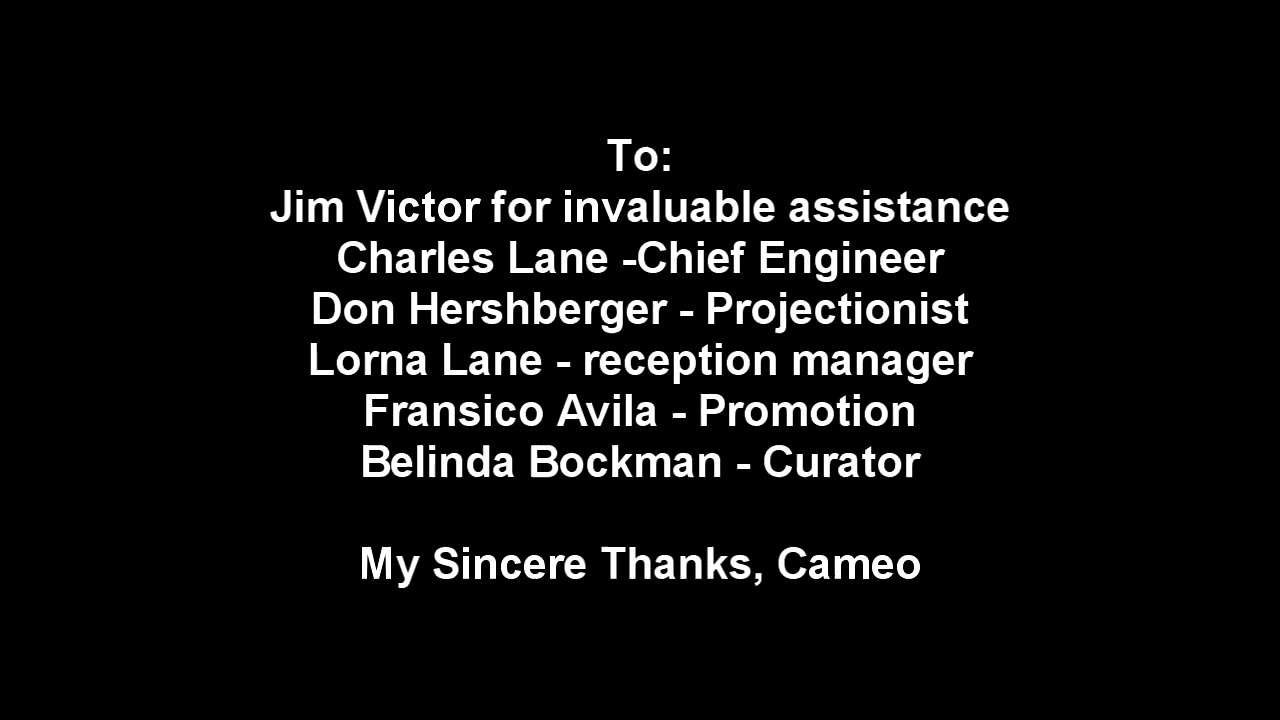 To:
Jim Victor for invaluable assistance
Charles Lane -Chief Engineer
Don Hershberger - Projectionist
Lorna Lane - reception manager
Fransico Avila - Promotion
Belinda Bockman - Curator
My Sincere Thanks, Cameo